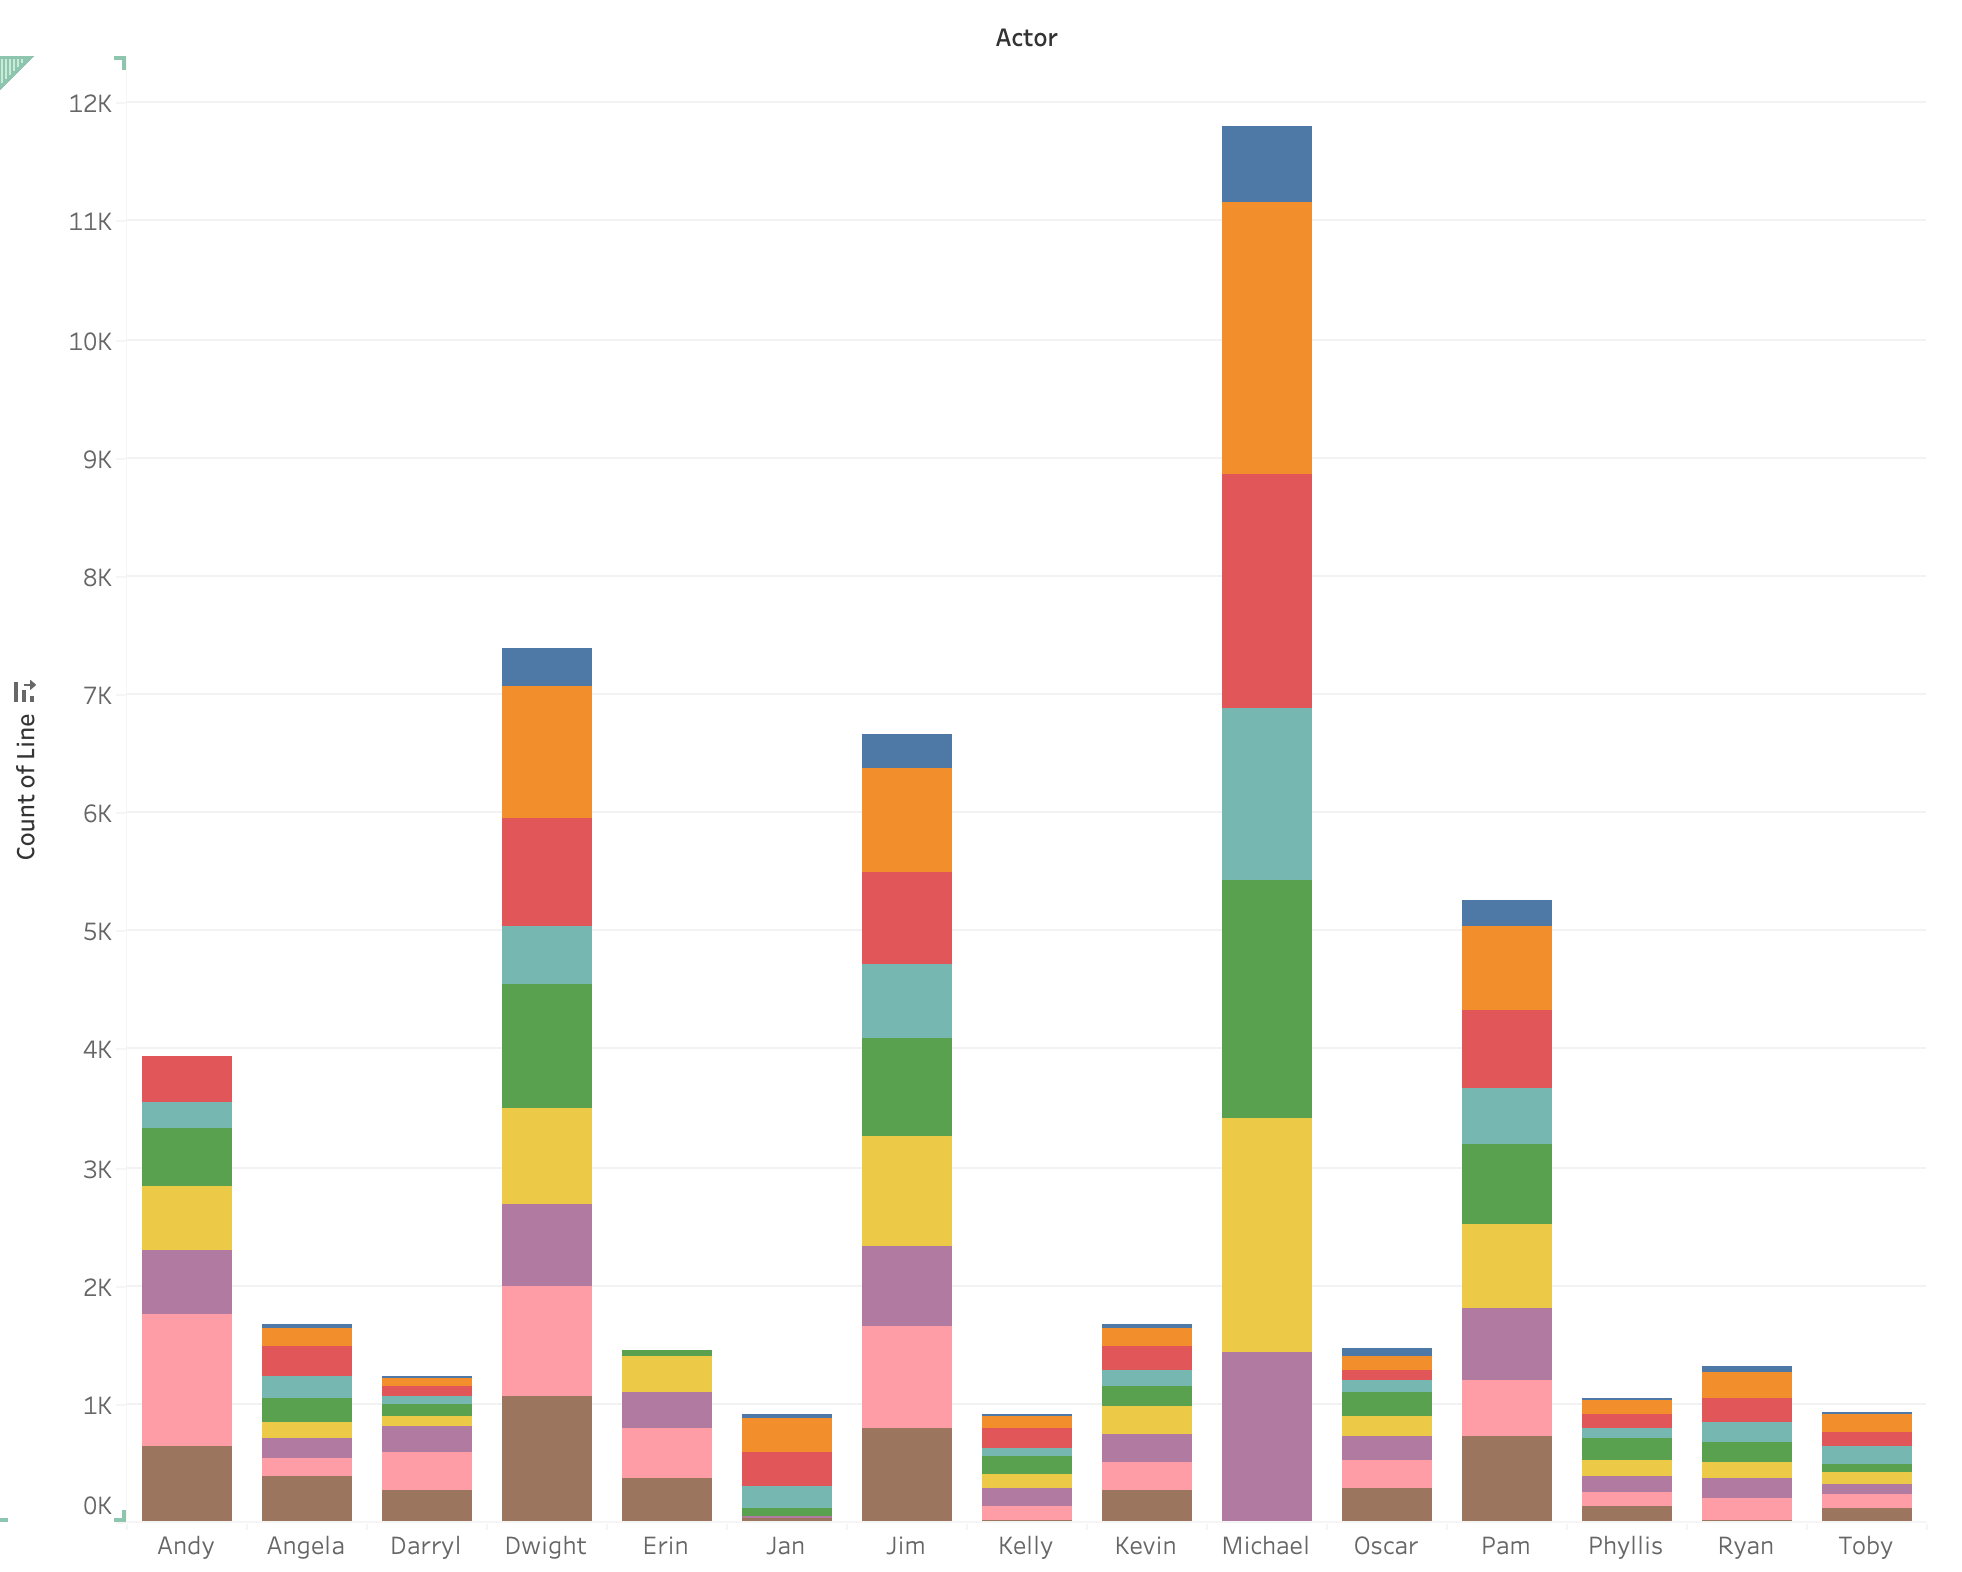 Actor
12K
11K
10K
9K
8K
7K
6K
5K
4K
3K
2K
1K
0K
Count of Line
Andy Angela Darryl Dwight Erin Jan Jim Kelly Kevin Michael Oscar Pam Phyllis Ryan Toby